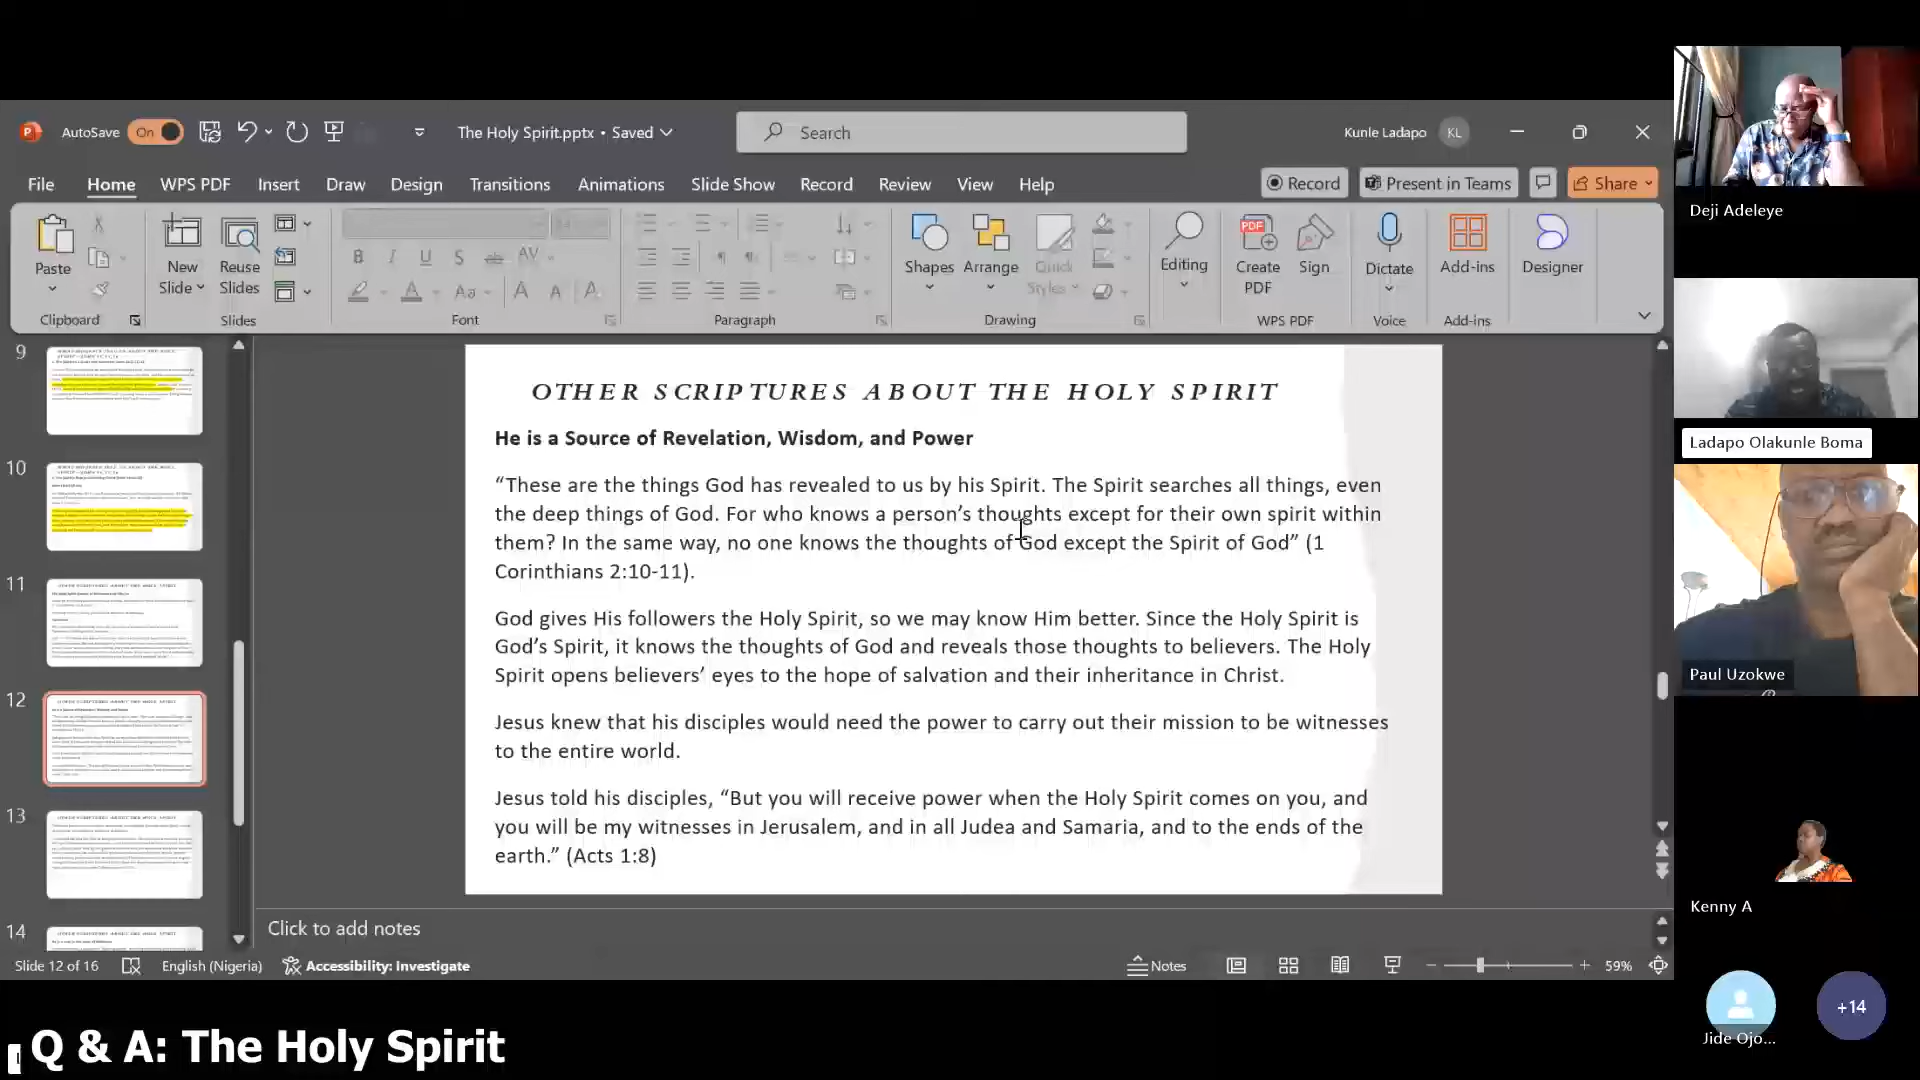 AutoSave On The Holy Spirit.pptx • Saved Search Kunle Ladapo KL
File Home WPS PDF Insert Draw Design Transitions Animations Slide Show Record Review View Help Record Present in Teams Share
Paste New Slide Reuse Slides Shapes Arrange Quick Styles Editing Create PDF Sign Dictate Add-ins Designer
Clipboard Slides Font Paragraph Drawing WPS PDF Voice Add-ins
9
10
11
12
13
14
OTHER SCRIPTURES ABOUT THE HOLY SPIRIT
He is a Source of Revelation, Wisdom, and Power
“These are the things God has revealed to us by his Spirit. The Spirit searches all things, even
the deep things of God. For who knows a person’s thoughts except for their own spirit within
them? In the same way, no one knows the thoughts of God except the Spirit of God” (1
Corinthians 2:10-11).
God gives His followers the Holy Spirit, so we may know Him better. Since the Holy Spirit is
God’s Spirit, it knows the thoughts of God and reveals those thoughts to believers. The Holy
Spirit opens believers’ eyes to the hope of salvation and their inheritance in Christ.
Jesus knew that his disciples would need the power to carry out their mission to be witnesses
to the entire world.
Jesus told his disciples, “But you will receive power when the Holy Spirit comes on you, and
you will be my witnesses in Jerusalem, and in all Judea and Samaria, and to the ends of the
earth.” (Acts 1:8)
Click to add notes
Slide 12 of 16 English (Nigeria) Accessibility: Investigate Notes 59%
Deji Adeleye
Ladapo Olakunle Boma
Paul Uzokwe
Kenny A
+14
Jide Ojo...
Q & A: The Holy Spirit